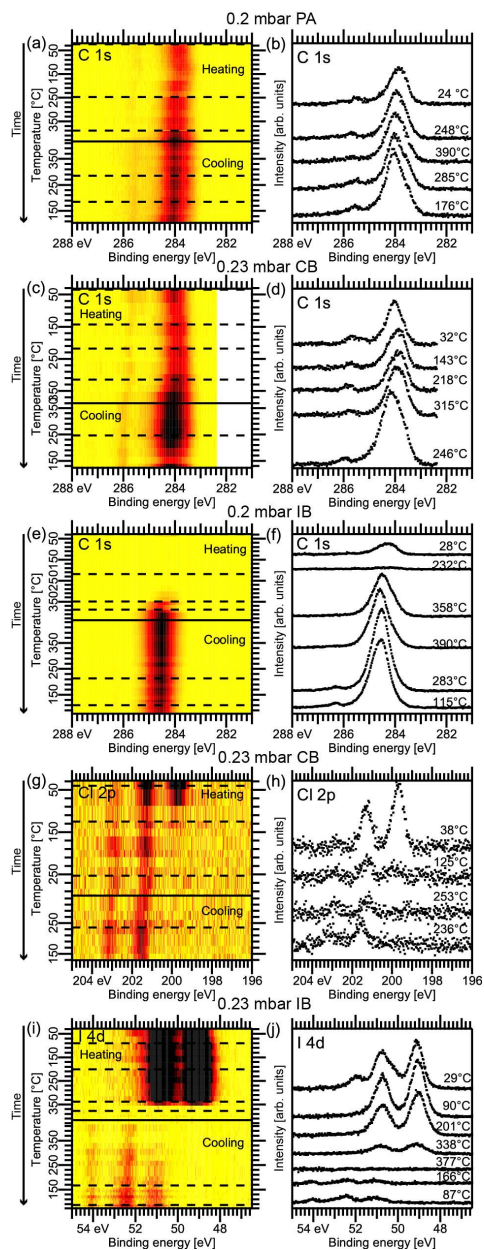 0.2 mbar PA
(a)
C 1s
Heating
Cooling
50
150
250
350
250
150
Time
Temperature [°C]
288 eV 286 284 282
Binding energy [eV]
(b)
C 1s
24 °C
248°C
390°C
285°C
176°C
Intensity [arb. units]
288 eV 286 284 282
Binding energy [eV]
0.23 mbar CB
(c)
C 1s
Heating
Cooling
50
150
250
350
250
150
Time
Temperature [°C]
288 eV 286 284 282
Binding energy [eV]
(d)
C 1s
32°C
143°C
218°C
315°C
246°C
Intensity [arb. units]
288 eV 286 284 282
Binding energy [eV]
0.2 mbar IB
(e)
C 1s
Heating
Cooling
50
150
250
350
350
250
150
Time
Temperature [°C]
288 eV 286 284 282
Binding energy [eV]
(f)
C 1s
28°C
232°C
358°C
390°C
283°C
115°C
Intensity [arb. units]
288 eV 286 284 282
Binding energy [eV]
0.23 mbar CB
(g)
Cl 2p
Heating
Cooling
50
150
250
250
150
Time
Temperature [°C]
204 eV 202 200 198 196
Binding energy [eV]
(h)
Cl 2p
38°C
125°C
253°C
236°C
Intensity [arb. units]
204 eV 202 200 198 196
Binding energy [eV]
0.23 mbar IB
(i)
I 4d
Heating
Cooling
50
150
250
350
350
250
150
Time
Temperature [°C]
54 eV 52 50 48
Binding energy [eV]
(j)
I 4d
29°C
90°C
201°C
338°C
377°C
166°C
87°C
Intensity [arb. units]
54 eV 52 50 48
Binding energy [eV]